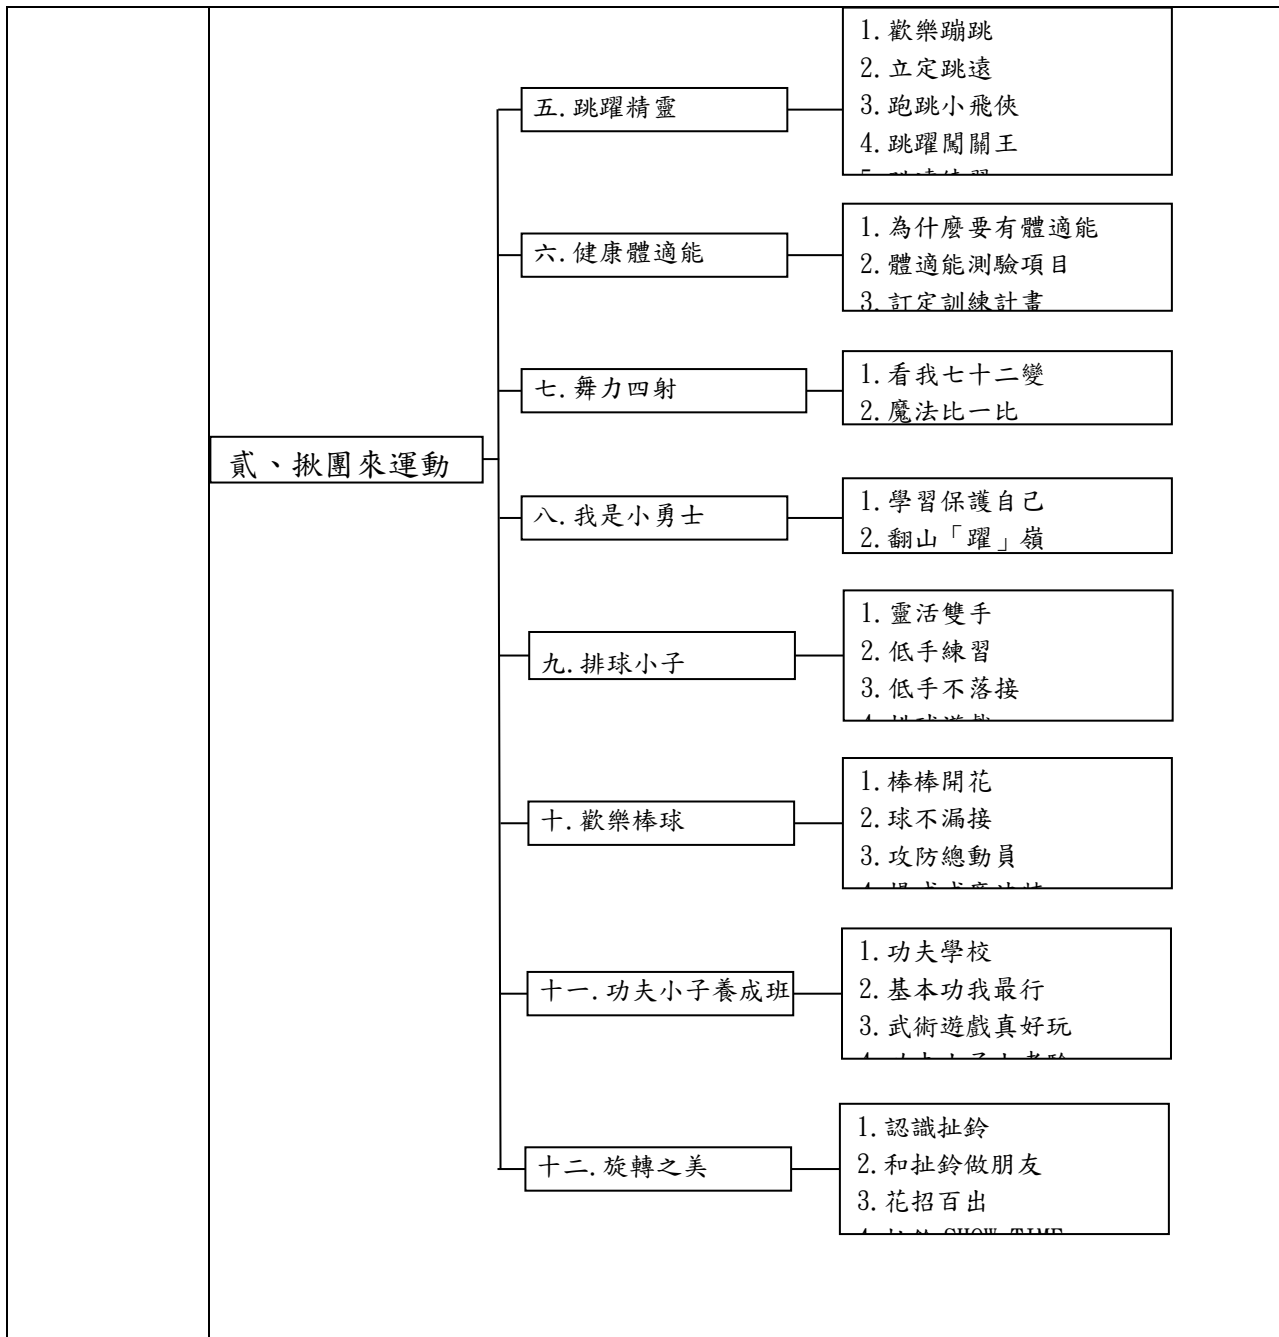 1.歡樂蹦跳
2.立定跳遠
3.跑跳小飛俠
4.跳躍闖關王
五.跳躍精靈
1.為什麼要有體適能
2.體適能測驗項目
3.訂定訓練計畫
六.健康體適能
1.看我七十二變
2.魔法比一比
七.舞力四射
貳、揪團來運動
1.學習保護自己
2.翻山「躍」嶺
八.我是小勇士
1.靈活雙手
2.低手練習
3.低手不落接
九.排球小子
1.棒棒開花
2.球不漏接
3.攻防總動員
十.歡樂棒球
1.功夫學校
2.基本功我最行
3.武術遊戲真好玩
十一.功夫小子養成班
1.認識扯鈴
2.和扯鈴做朋友
3.花招百出
十二.旋轉之美